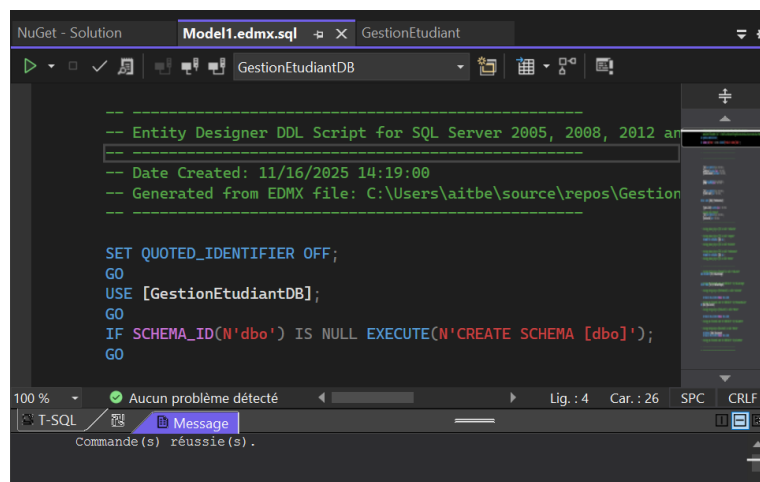 NuGet - Solution Model1.edmx.sql GestionEtudiant
GestionEtudiantDB
-- --------------------------------------------------
-- Entity Designer DDL Script for SQL Server 2005, 2008, 2012 an
-- --------------------------------------------------
-- Date Created: 11/16/2025 14:19:00
-- Generated from EDMX file: C:\Users\aitbe\source\repos\Gestion
-- --------------------------------------------------
SET QUOTED_IDENTIFIER OFF;
GO
USE [GestionEtudiantDB];
GO
IF SCHEMA_ID(N'dbo') IS NULL EXECUTE(N'CREATE SCHEMA [dbo]');
GO
100 % Aucun problème détecté Lig. : 4 Car. : 26 SPC CRLF
T-SQL Message
Commande(s) réussie(s).